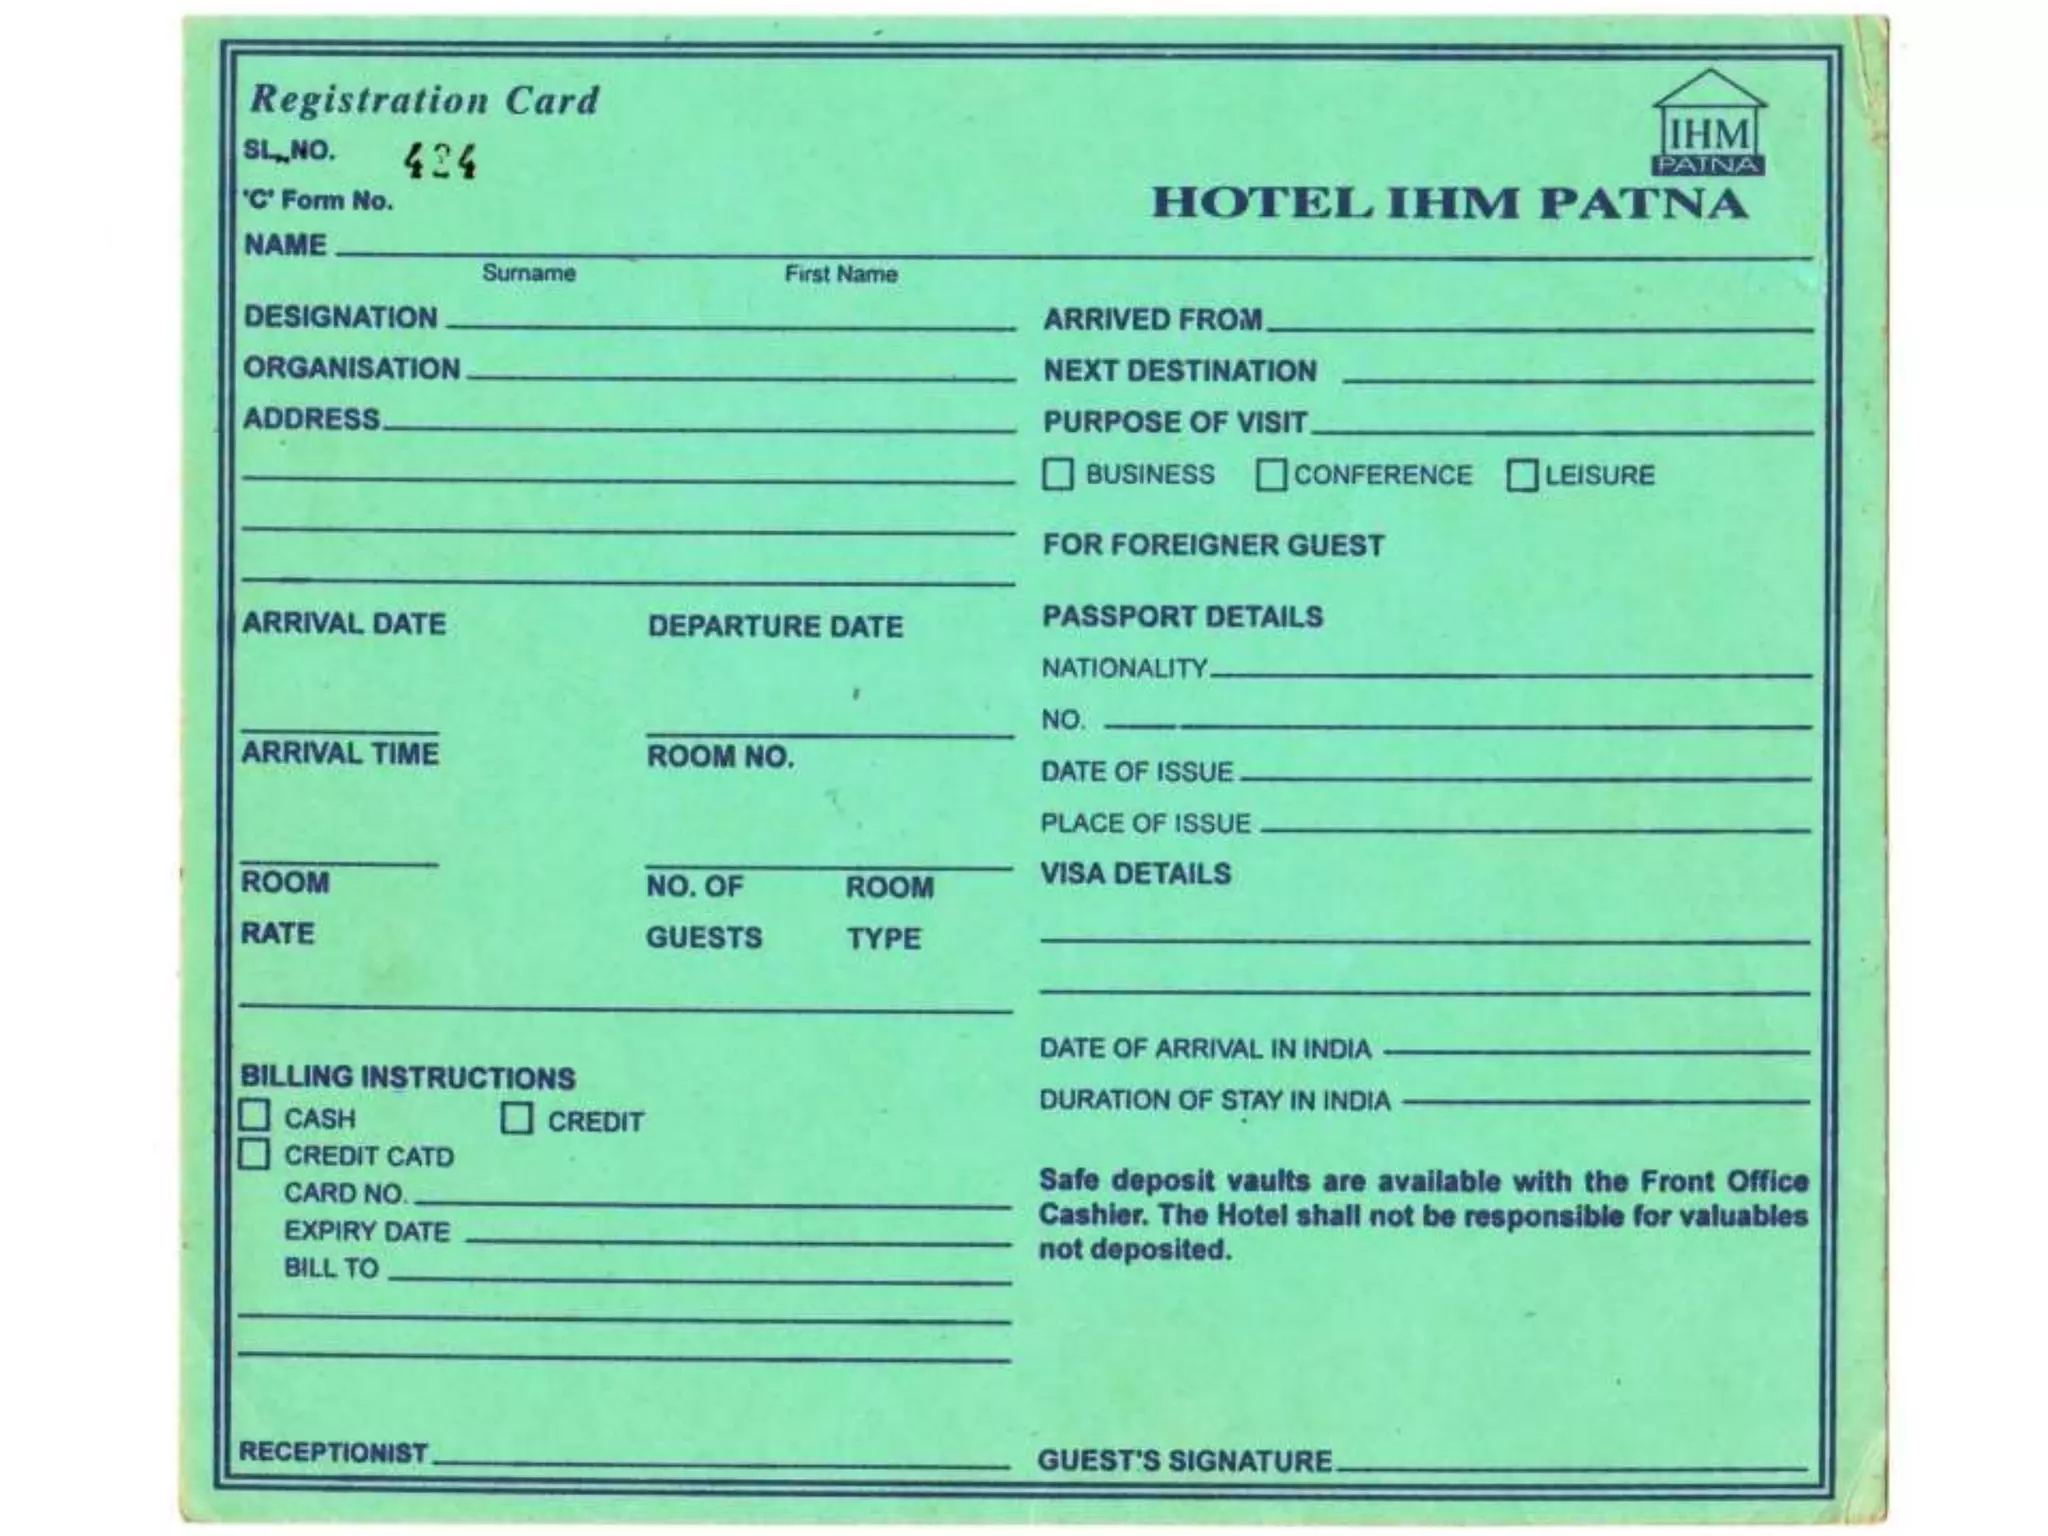 Registration Card
IHM
PATNA
SL. NO. 424
'C' Form No.
HOTEL IHM PATNA
NAME
Surname First Name
DESIGNATION
ORGANISATION
ADDRESS
ARRIVED FROM
NEXT DESTINATION
PURPOSE OF VISIT
BUSINESS CONFERENCE LEISURE
FOR FOREIGNER GUEST
ARRIVAL DATE DEPARTURE DATE
ARRIVAL TIME ROOM NO.
ROOM NO. OF ROOM
RATE GUESTS TYPE
PASSPORT DETAILS
NATIONALITY
NO.
DATE OF ISSUE
PLACE OF ISSUE
VISA DETAILS
DATE OF ARRIVAL IN INDIA
DURATION OF STAY IN INDIA
BILLING INSTRUCTIONS
CASH CREDIT
CREDIT CATD
CARD NO.
EXPIRY DATE
BILL TO
Safe deposit vaults are available with the Front Office
Cashier. The Hotel shall not be responsible for valuables
not deposited.
RECEPTIONIST
GUEST'S SIGNATURE